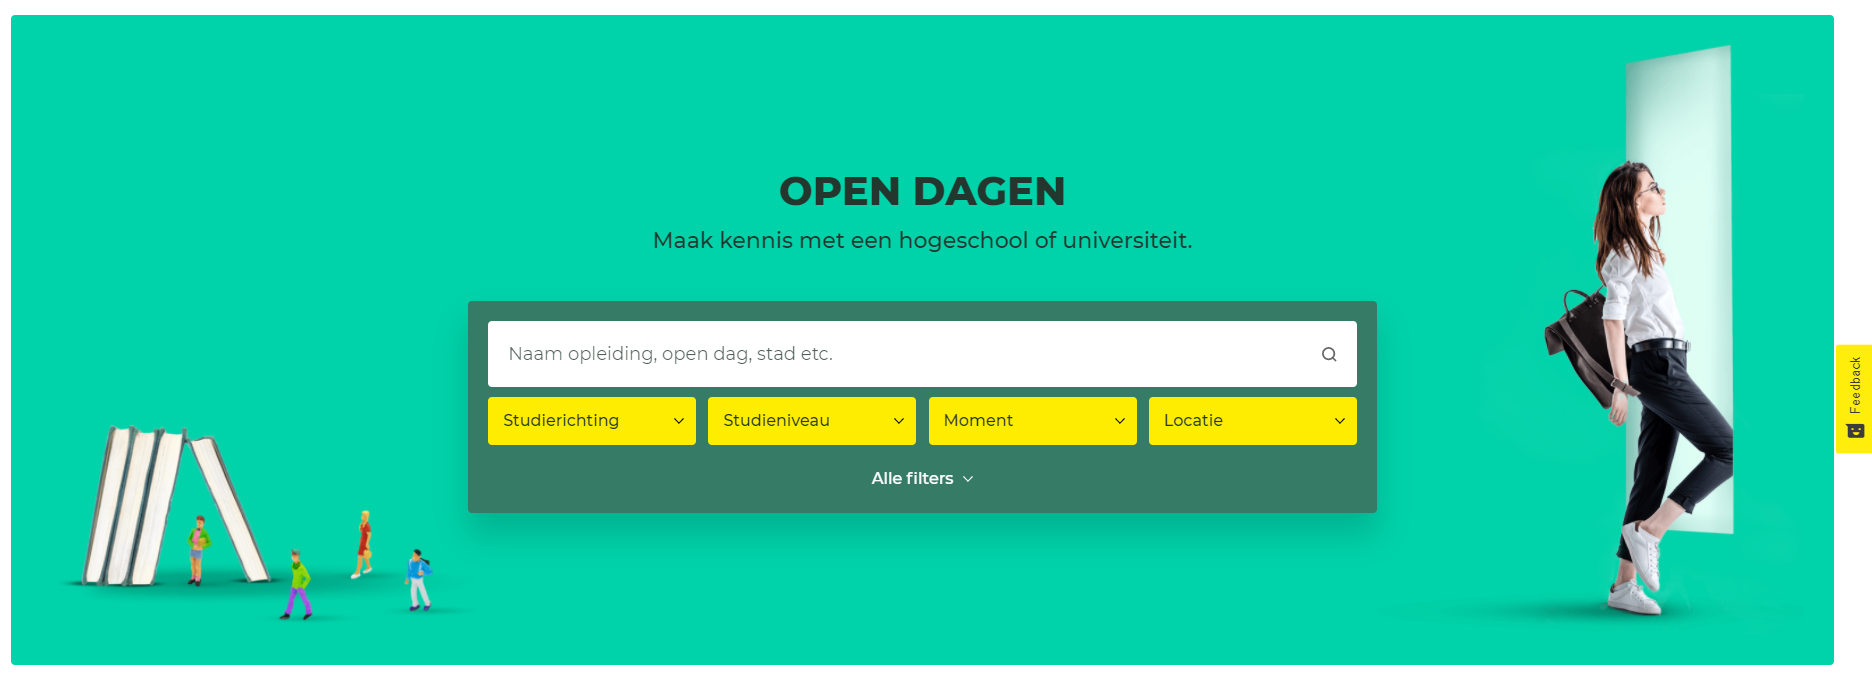 OPEN DAGEN
Maak kennis met een hogeschool of universiteit.
Naam opleiding, open dag, stad etc.
Studierichting
Studieniveau
Moment
Locatie
Alle filters
Feedback